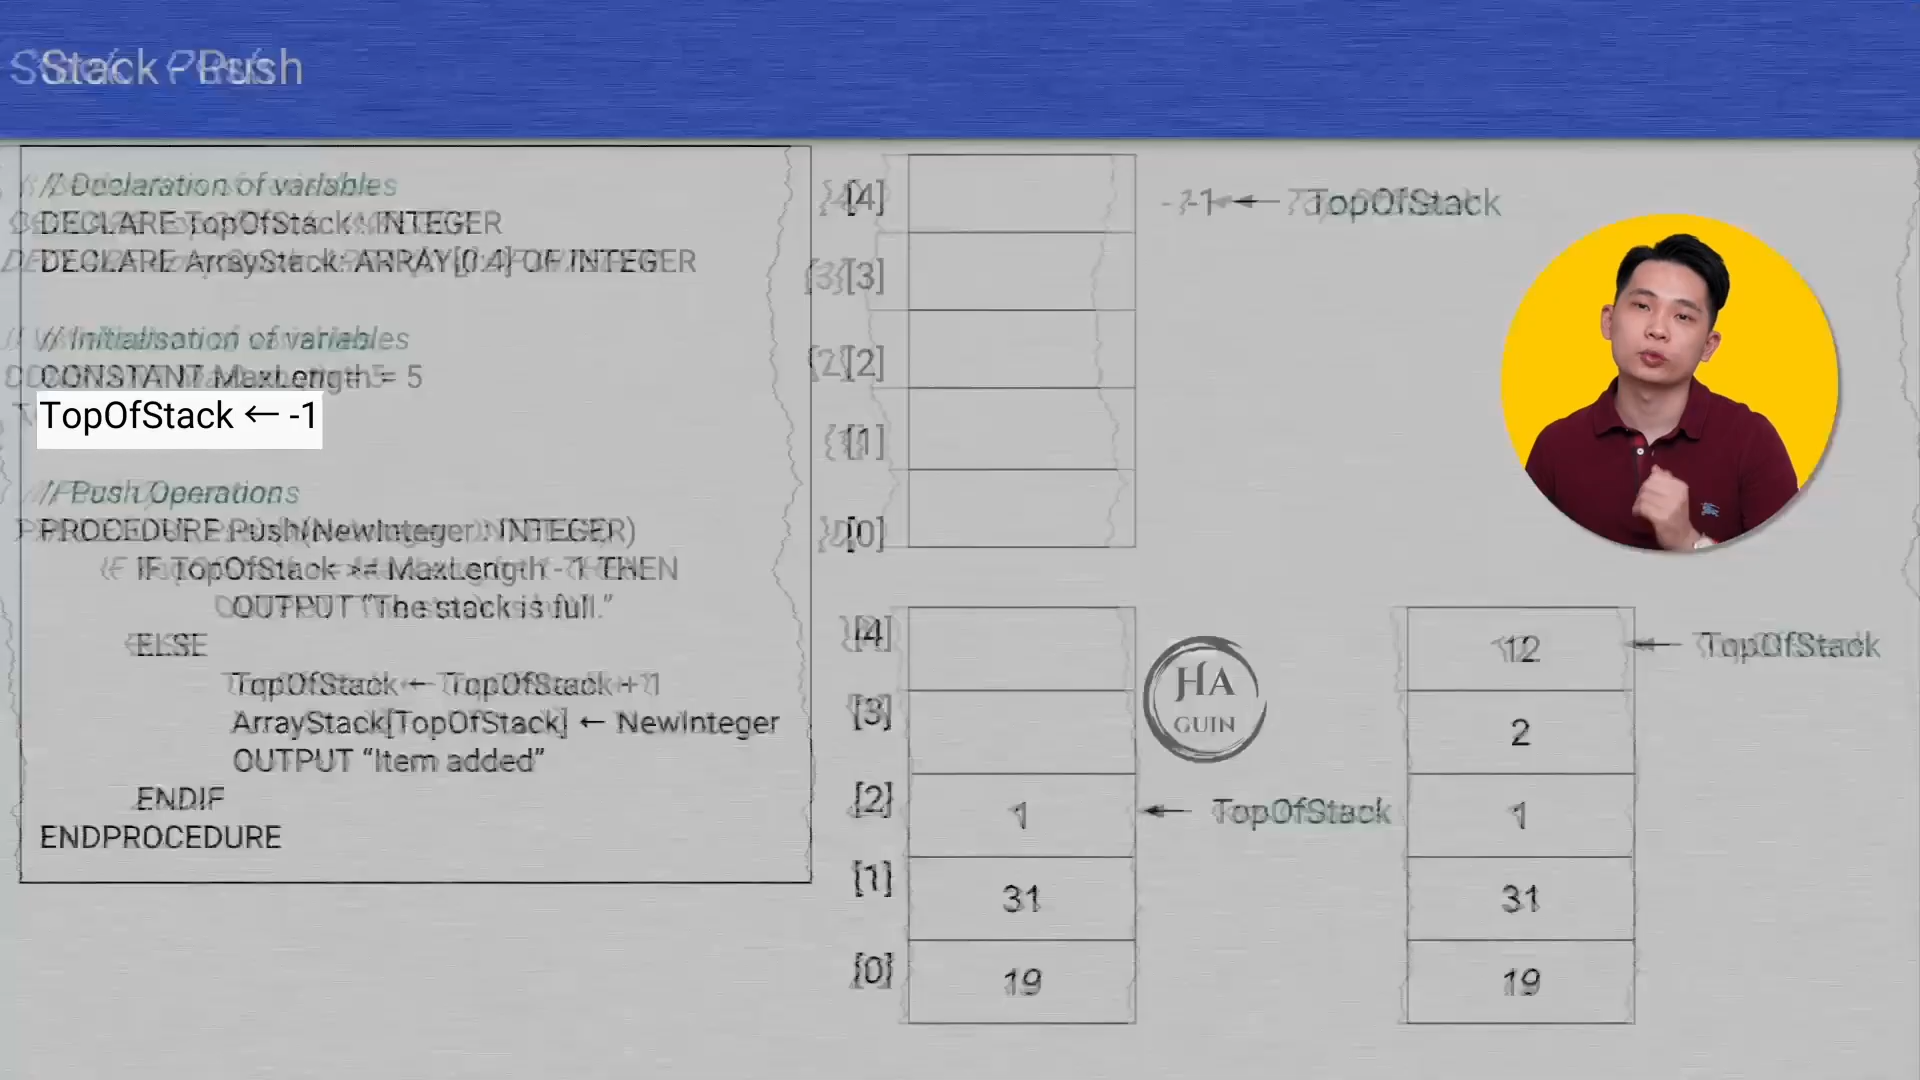 Stack - Push
// Declaration of variables
DECLARE TopOfStack : INTEGER
DECLARE ArrayStack: ARRAY[0:4] OF INTEGER
// Initialisation of variables
CONSTANT MaxLength = 5
TopOfStack ← -1
// Push Operations
PROCEDURE Push(NewInteger : INTEGER)
IF TopOfStack >= MaxLength - 1 THEN
OUTPUT “The stack is full.”
ELSE
TopOfStack ← TopOfStack + 1
ArrayStack[TopOfStack] ← NewInteger
OUTPUT “Item added”
ENDIF
ENDPROCEDURE
[4] -1 ← TopOfStack
[3]
[2]
[1]
[0]
[4]
[3]
[2] 1 ← TopOfStack
[1] 31
[0] 19
HA
GUIN
12 ← TopOfStack
2
1
31
19